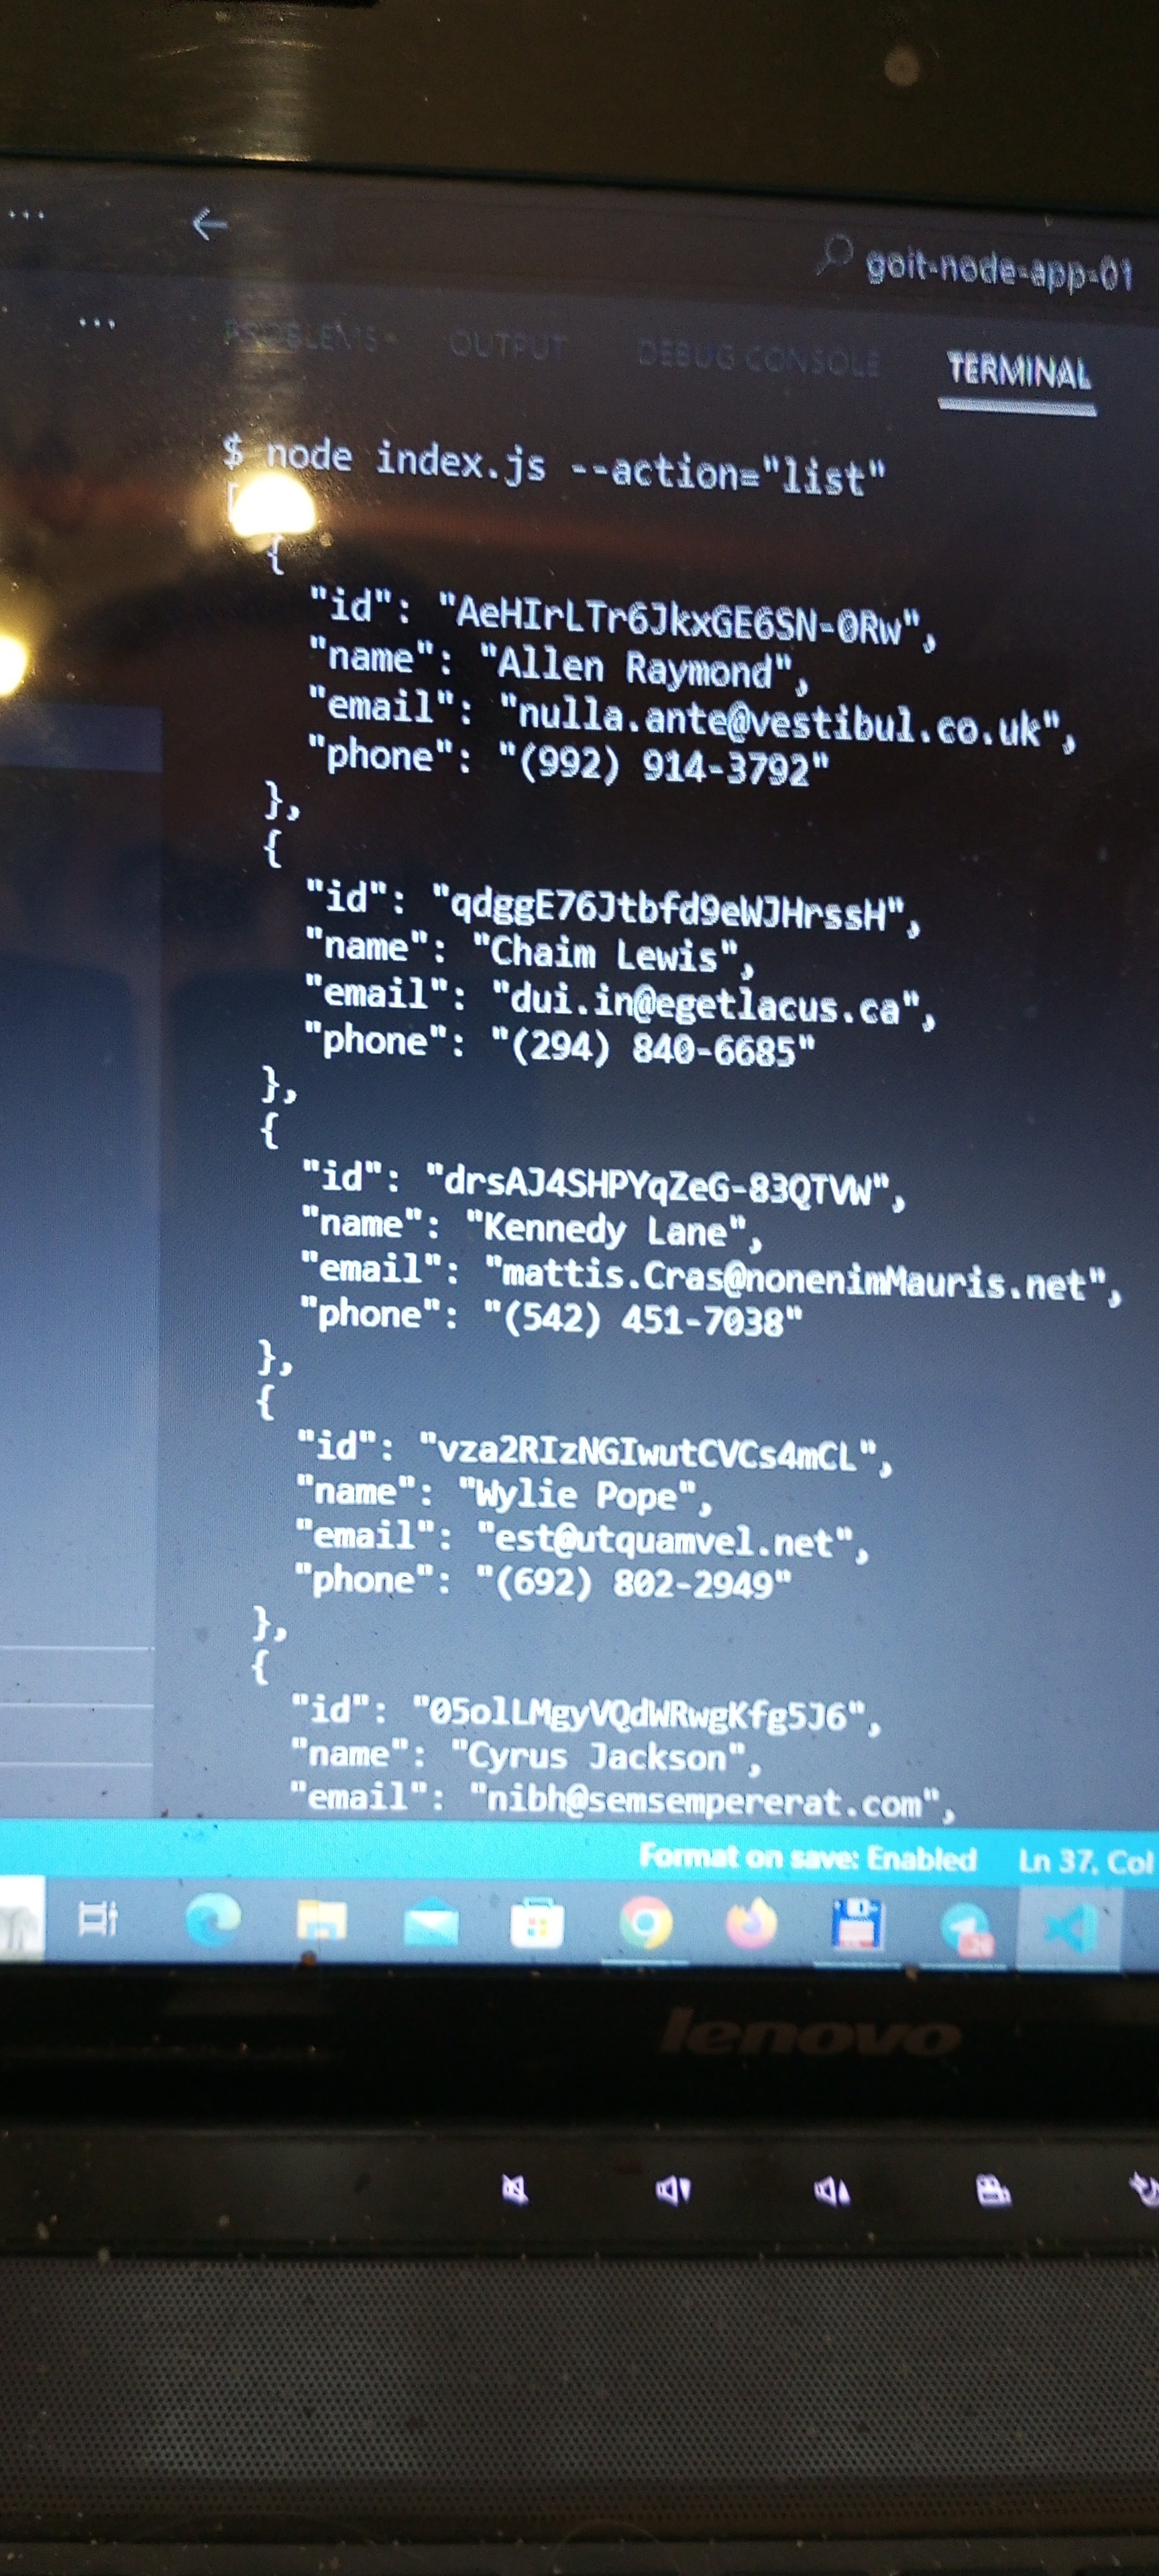 goit-node-app-01
PROBLEMS OUTPUT DEBUG CONSOLE TERMINAL
$ node index.js --action="list"
[
{
"id": "AeHIrLTr6JkxGE6SN-0Rw",
"name": "Allen Raymond",
"email": "nulla.ante@vestibul.co.uk",
"phone": "(992) 914-3792"
},
{
"id": "qdggE76Jtbfd9eWJHrssH",
"name": "Chaim Lewis",
"email": "dui.in@egetlacus.ca",
"phone": "(294) 840-6685"
},
{
"id": "drsAJ4SHPYqZeG-83QTVW",
"name": "Kennedy Lane",
"email": "mattis.Cras@nonenimMauris.net",
"phone": "(542) 451-7038"
},
{
"id": "vza2RIzNGIwutCVCs4mCL",
"name": "Wylie Pope",
"email": "est@utquamvel.net",
"phone": "(692) 802-2949"
},
{
"id": "05olLMgyVQdWRwgKfg5J6",
"name": "Cyrus Jackson",
"email": "nibh@semsempererat.com",
Format on save: Enabled Ln 37, Col
lenovo